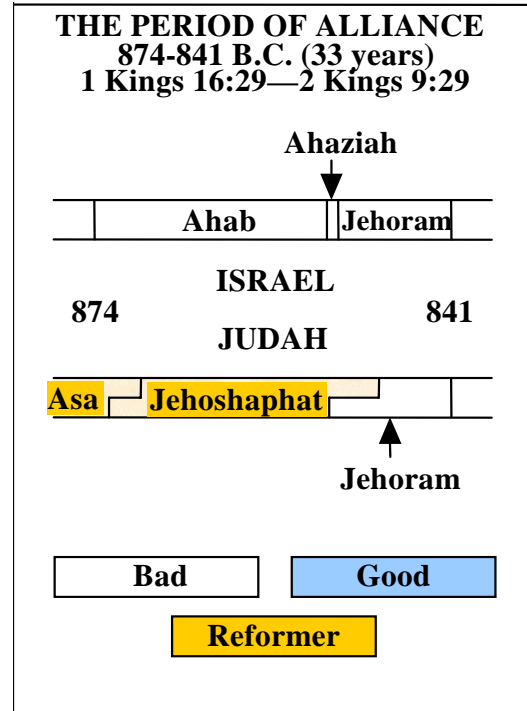 THE PERIOD OF ALLIANCE
874-841 B.C. (33 years)
1 Kings 16:29—2 Kings 9:29
Ahaziah
Ahab
Jehoram
ISRAEL
874
841
JUDAH
Asa
Jehoshaphat
Jehoram
Bad
Good
Reformer